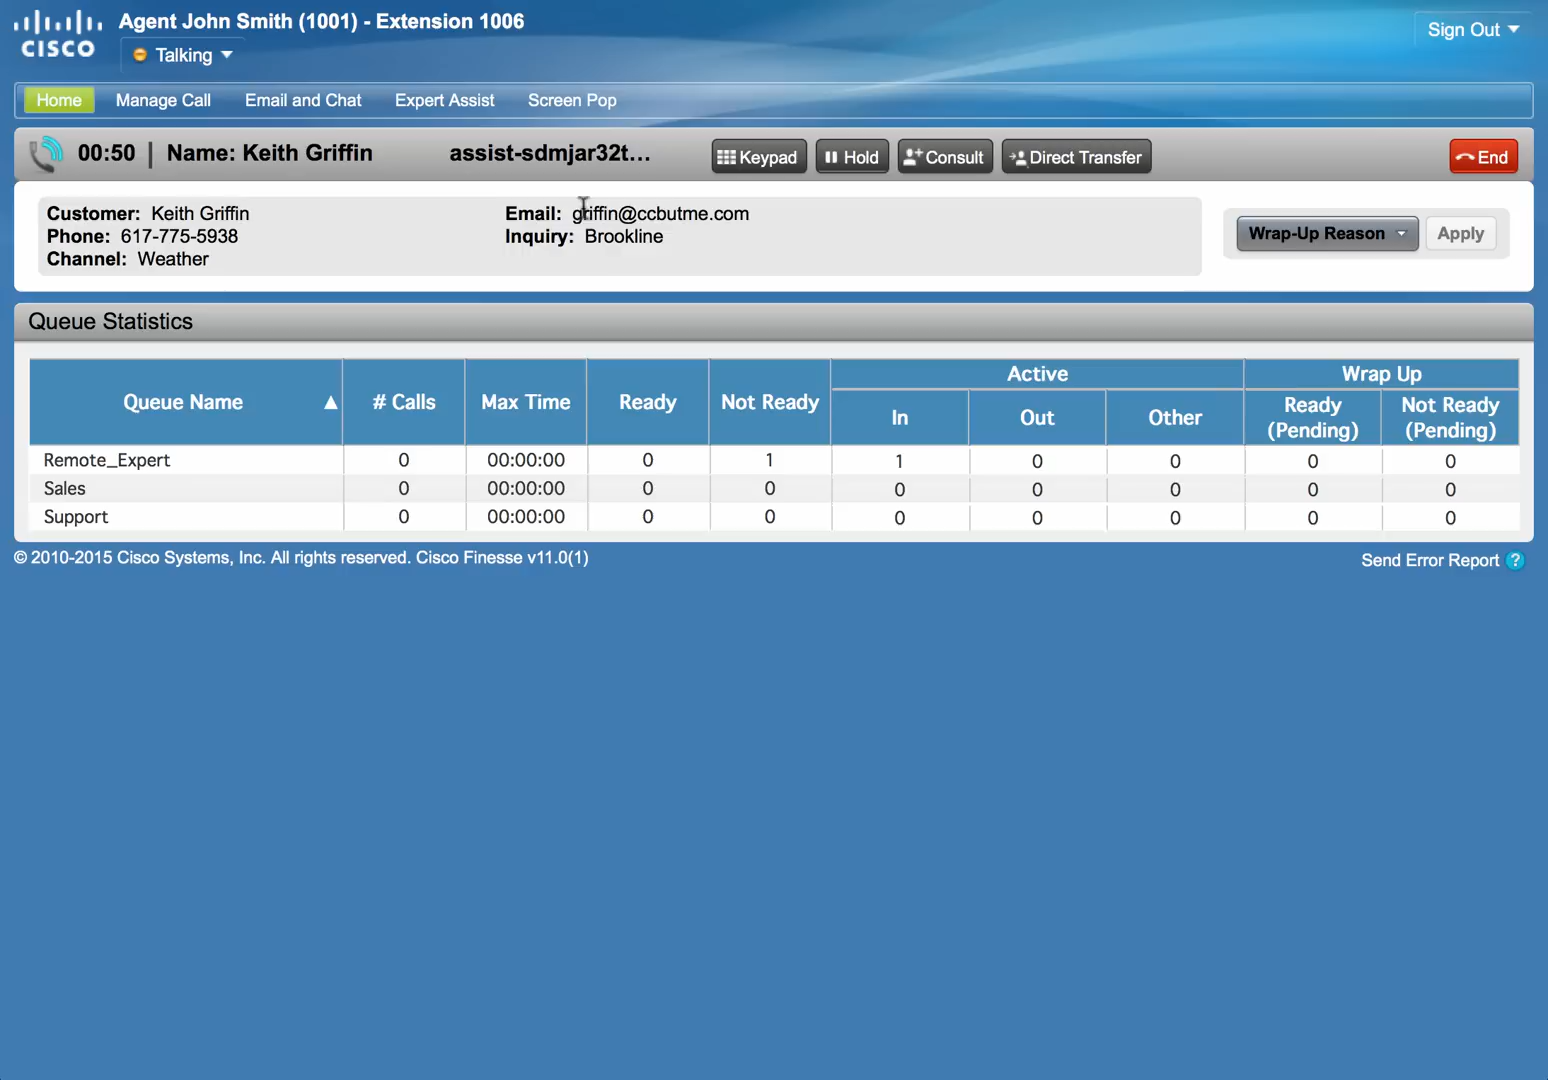 CISCO
Agent John Smith (1001) - Extension 1006
Talking
Sign Out
Home Manage Call Email and Chat Expert Assist Screen Pop
00:50 | Name: Keith Griffin assist-sdmjar32t... Keypad Hold Consult Direct Transfer End
Customer: Keith Griffin Email: griffin@ccbutme.com
Phone: 617-775-5938 Inquiry: Brookline
Channel: Weather
Wrap-Up Reason Apply
Queue Statistics
Queue Name # Calls Max Time Ready Not Ready Active Wrap Up
In Out Other Ready (Pending) Not Ready (Pending)
Remote_Expert 0 00:00:00 0 1 1 0 0 0 0
Sales 0 00:00:00 0 0 0 0 0 0 0
Support 0 00:00:00 0 0 0 0 0 0 0
© 2010-2015 Cisco Systems, Inc. All rights reserved. Cisco Finesse v11.0(1)
Send Error Report ?